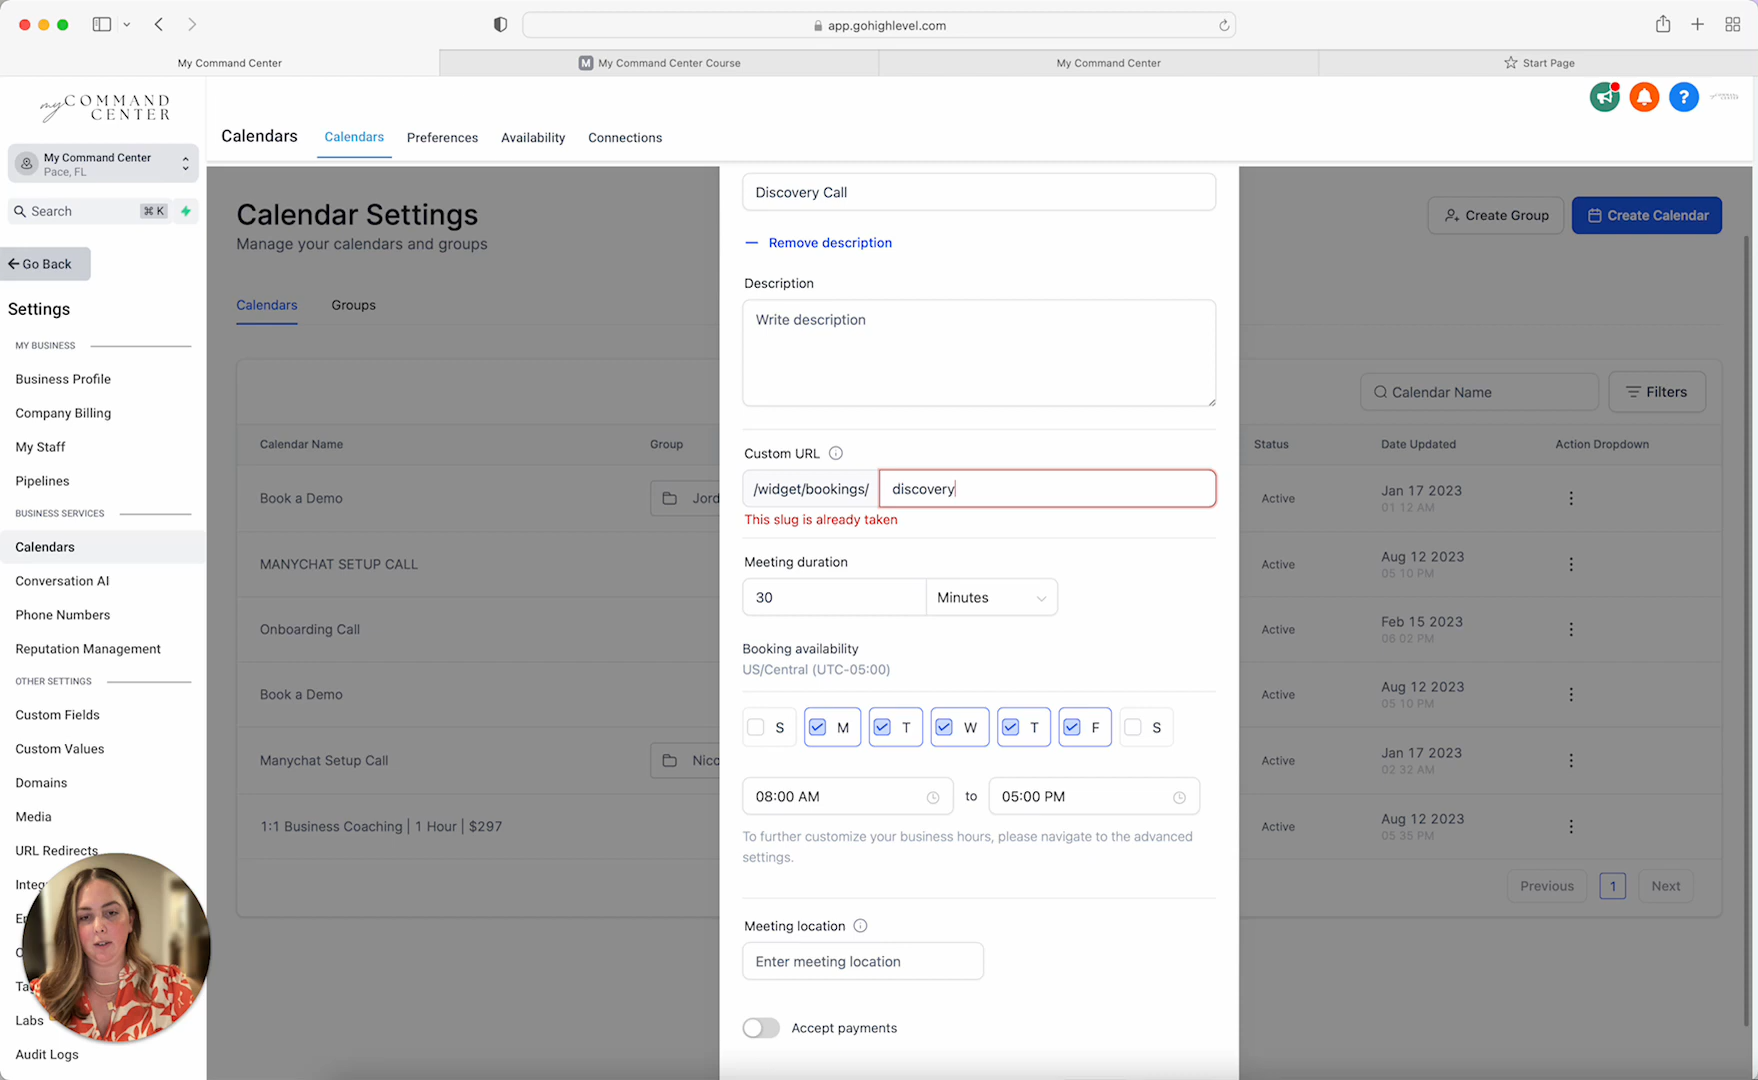 app.gohighlevel.com
My Command Center
M My Command Center Course
My Command Center
Start Page
my COMMAND CENTER
Calendars
Calendars
Preferences
Availability
Connections
?
My Command Center
Pace, FL
Search
⌘ K
Go Back
Settings
MY BUSINESS
Business Profile
Company Billing
My Staff
Pipelines
BUSINESS SERVICES
Calendars
Conversation AI
Phone Numbers
Reputation Management
OTHER SETTINGS
Custom Fields
Custom Values
Domains
Media
URL Redirects
Integ
Labs
Audit Logs
Calendar Settings
Manage your calendars and groups
Create Group
Create Calendar
Calendars
Groups
Calendar Name
Filters
Calendar Name
Group
Status
Date Updated
Action Dropdown
Book a Demo
Jord
Active
Jan 17 2023
01 12 AM
MANYCHAT SETUP CALL
Active
Aug 12 2023
05 10 PM
Onboarding Call
Active
Feb 15 2023
06 02 PM
Book a Demo
Active
Aug 12 2023
05 10 PM
Manychat Setup Call
Nico
Active
Jan 17 2023
02 32 AM
1:1 Business Coaching | 1 Hour | $297
Active
Aug 12 2023
05 35 PM
Previous
1
Next
Discovery Call
Remove description
Description
Write description
Custom URL
/widget/bookings/
discovery
This slug is already taken
Meeting duration
30
Minutes
Booking availability
US/Central (UTC-05:00)
S
M
T
W
T
F
S
08:00 AM
to
05:00 PM
To further customize your business hours, please navigate to the advanced
settings.
Meeting location
Enter meeting location
Accept payments